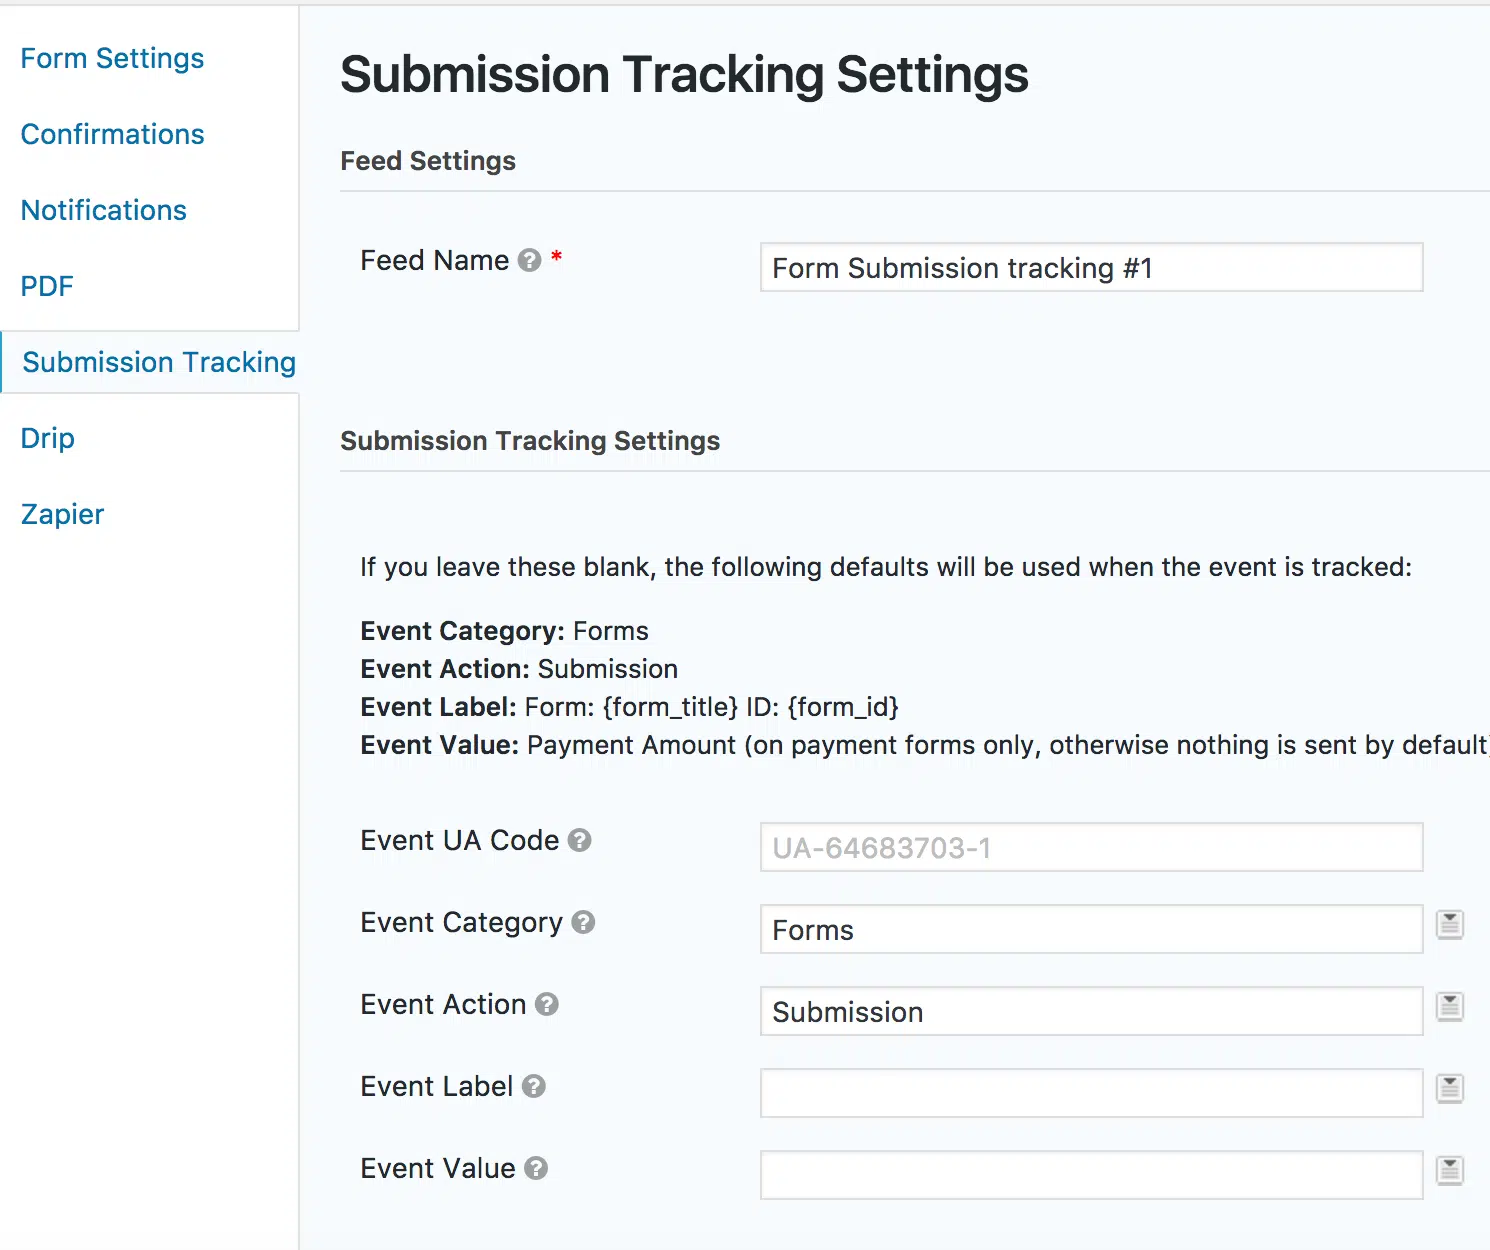 Form Settings
Confirmations
Notifications
PDF
Submission Tracking
Drip
Zapier
Submission Tracking Settings
Feed Settings
Feed Name ? *
Form Submission tracking #1
Submission Tracking Settings
If you leave these blank, the following defaults will be used when the event is tracked:
Event Category: Forms
Event Action: Submission
Event Label: Form: {form_title} ID: {form_id}
Event Value: Payment Amount (on payment forms only, otherwise nothing is sent by default)
Event UA Code ?
UA-64683703-1
Event Category ?
Forms
Event Action ?
Submission
Event Label ?
Event Value ?